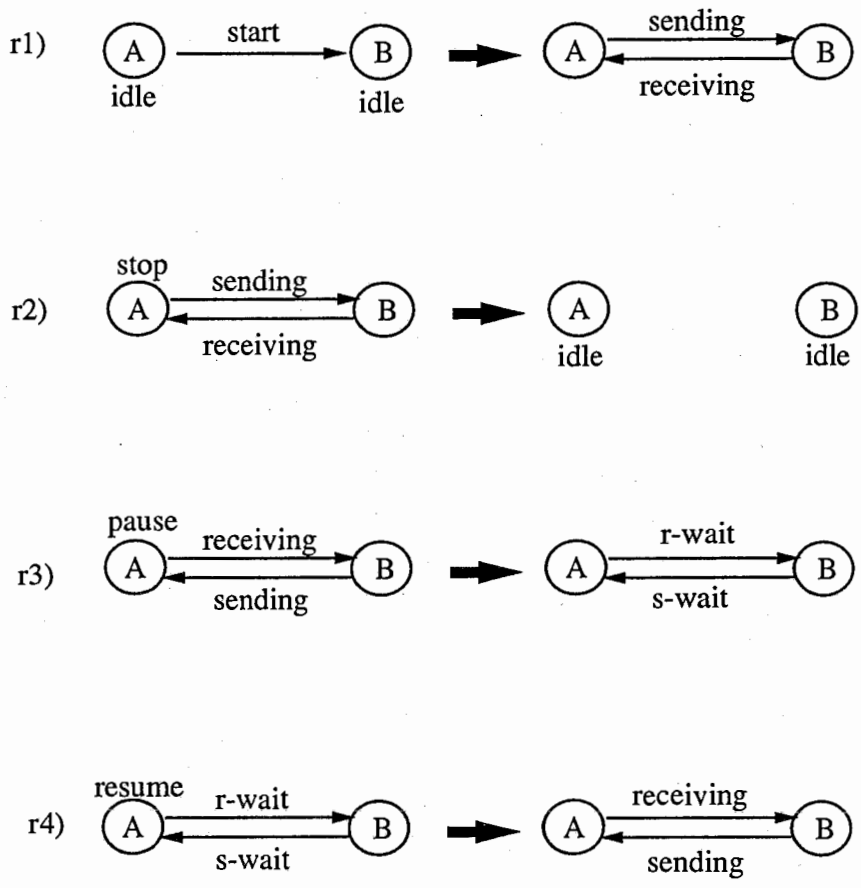 r1) A start B sending A B
idle idle receiving
stop
r2) A sending B A B
receiving idle idle
pause
r3) A receiving B r-wait A B
sending s-wait
resume
r4) A r-wait B receiving A B
s-wait sending